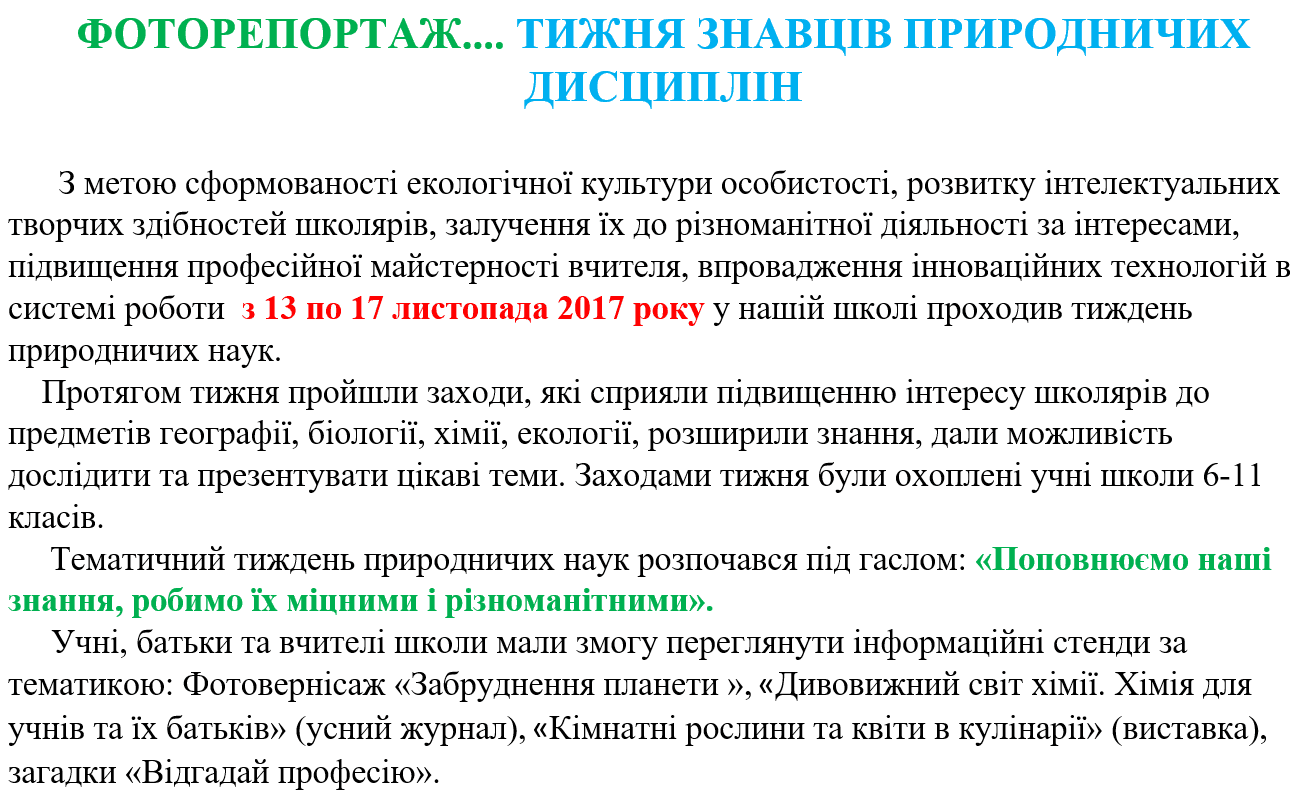 ФОТОРЕПОРТАЖ.... ТИЖНЯ ЗНАВЦІВ ПРИРОДНИЧИХ
ДИСЦИПЛІН
З метою сформованості екологічної культури особистості, розвитку інтелектуальних
творчих здібностей школярів, залучення їх до різноманітної діяльності за інтересами,
підвищення професійної майстерності вчителя, впровадження інноваційних технологій в
системі роботи з 13 по 17 листопада 2017 року у нашій школі проходив тиждень
природничих наук.
Протягом тижня пройшли заходи, які сприяли підвищенню інтересу школярів до
предметів географії, біології, хімії, екології, розширили знання, дали можливість
дослідити та презентувати цікаві теми. Заходами тижня були охоплені учні школи 6-11
класів.
Тематичний тиждень природничих наук розпочався під гаслом: «Поповнюємо наші
знання, робимо їх міцними і різноманітними».
Учні, батьки та вчителі школи мали змогу переглянути інформаційні стенди за
тематикою: Фотовернісаж «Забруднення планети », «Дивовижний світ хімії. Хімія для
учнів та їх батьків» (усний журнал), «Кімнатні рослини та квіти в кулінарії» (виставка),
загадки «Відгадай професію».